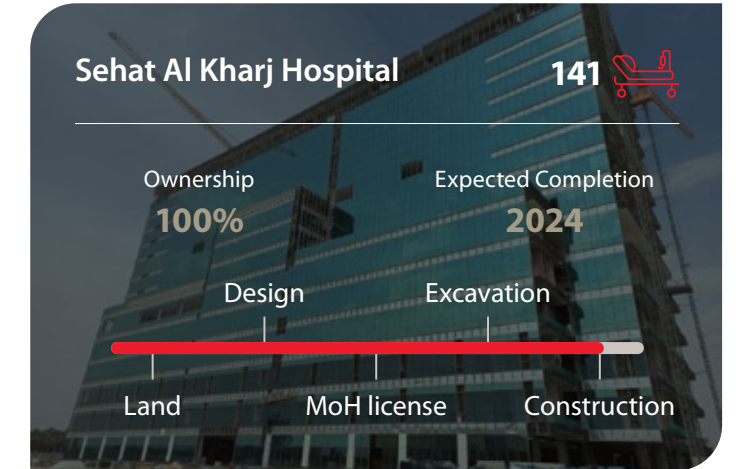 Sehat Al Kharj Hospital 141
Ownership
100%
Expected Completion
2024
Design Excavation
Land MoH license Construction